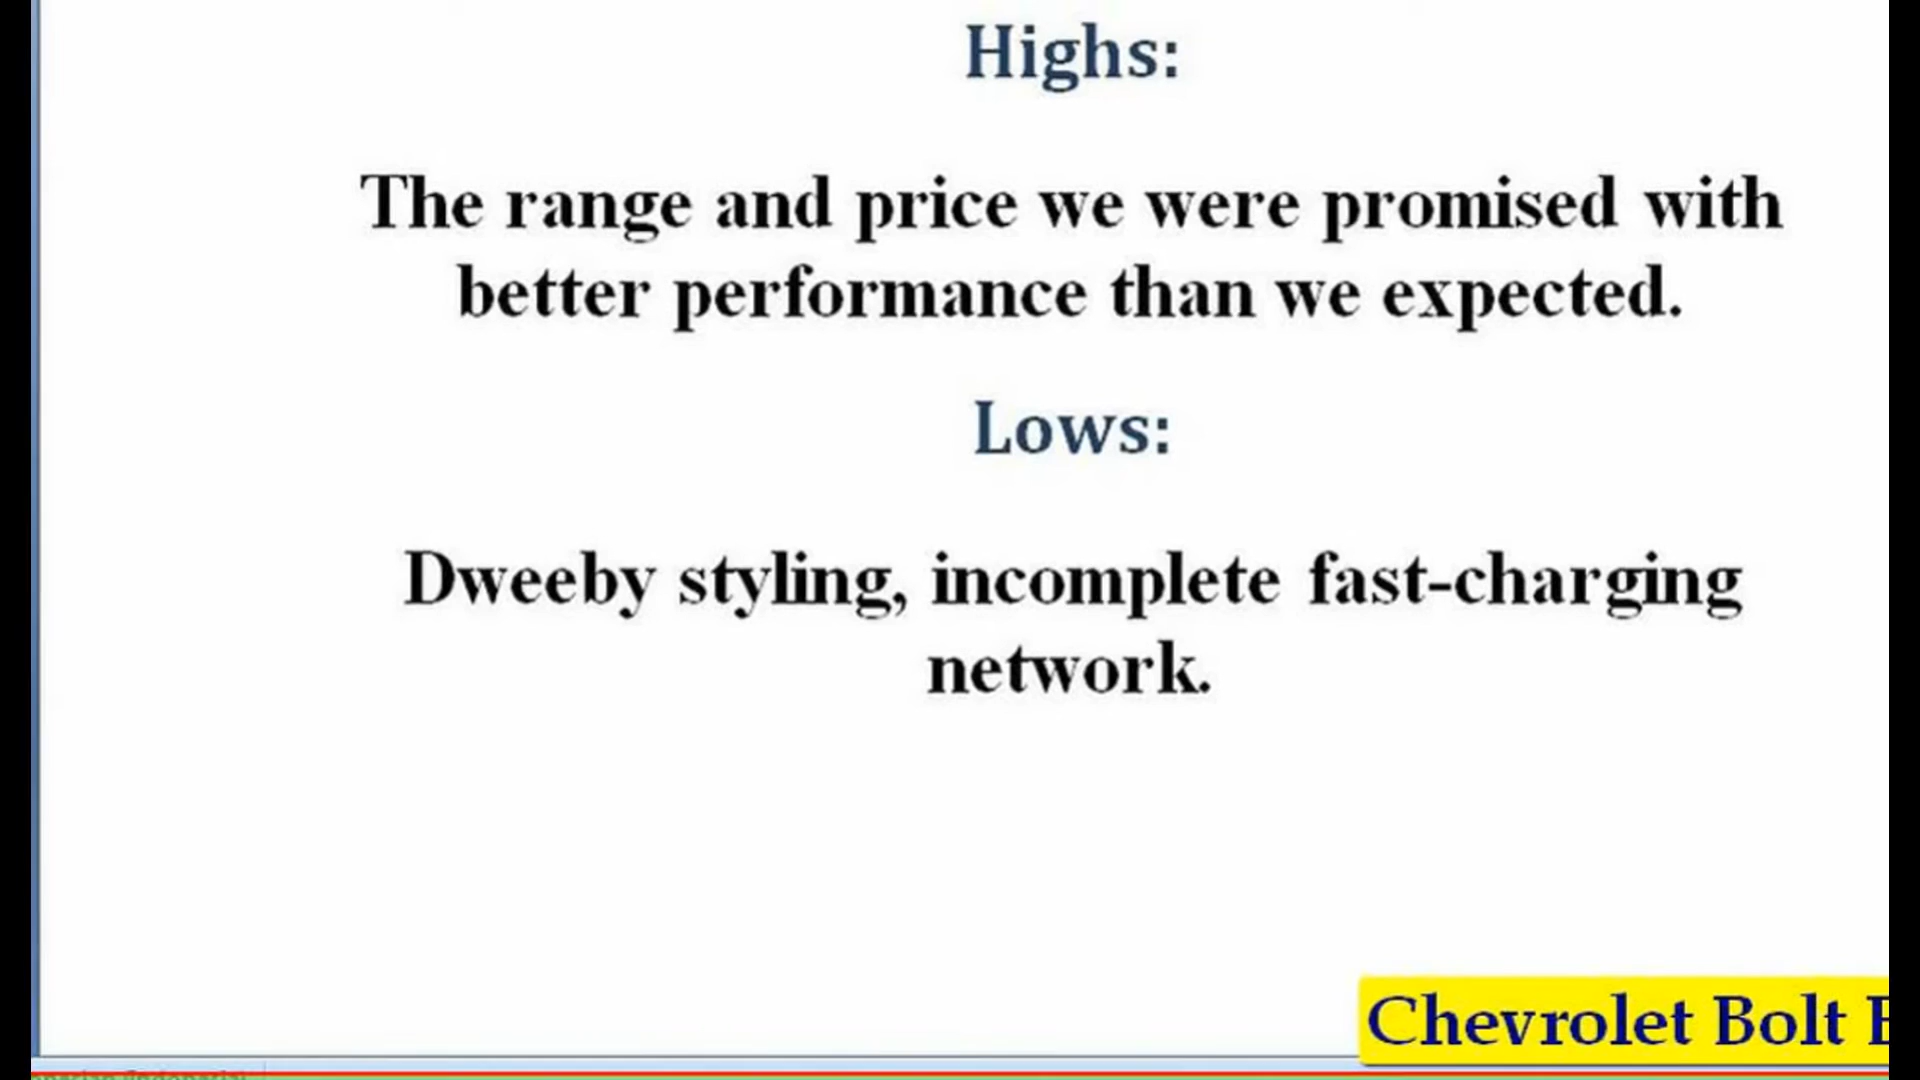 Highs:
The range and price we were promised with
better performance than we expected.
Lows:
Dweeby styling, incomplete fast-charging
network.
Chevrolet Bolt